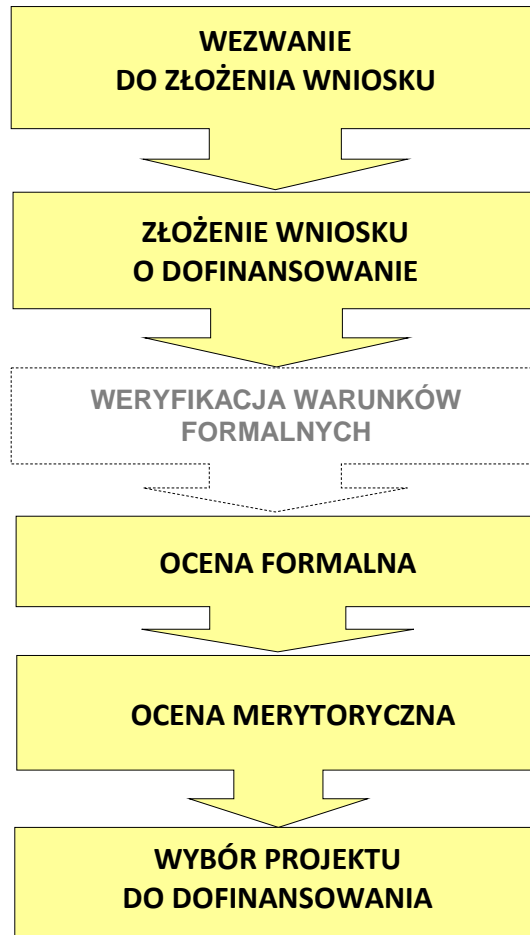 WEZWANIE
DO ZŁOŻENIA WNIOSKU
ZŁOŻENIE WNIOSKU
O DOFINANSOWANIE
WERYFIKACJA WARUNKÓW
FORMALNYCH
OCENA FORMALNA
OCENA MERYTORYCZNA
WYBÓR PROJEKTU
DO DOFINANSOWANIA